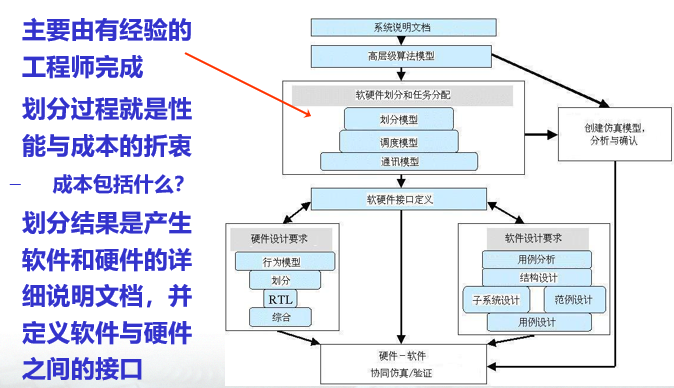 主要由有经验的
工程师完成
划分过程就是性
能与成本的折衷
– 成本包括什么？
划分结果是产生
软件和硬件的详
细说明文档，并
定义软件与硬件
之间的接口
系统说明文档
高层级算法模型
软硬件划分和任务分配
划分模型
调度模型
通讯模型
创建仿真模型，
分析与确认
软硬件接口定义
硬件设计要求
行为模型
划分
RTL
综合
软件设计要求
用例分析
结构设计
子系统设计
范例设计
用例设计
硬件－软件
协同仿真/验证